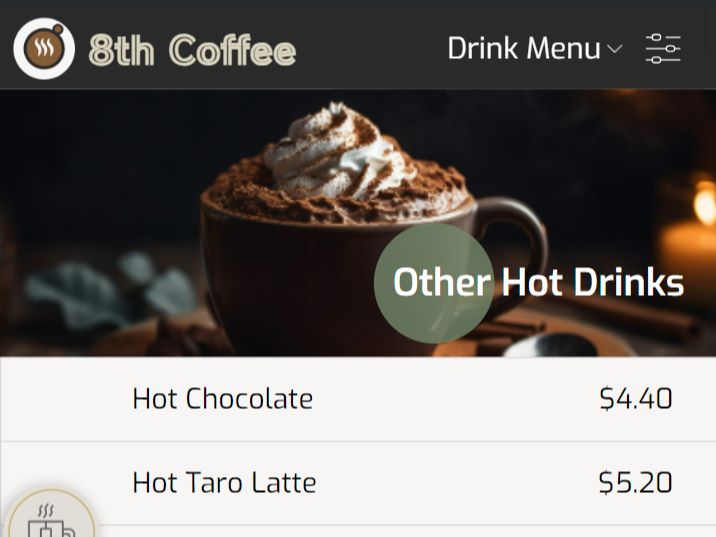 8th Coffee
Drink Menu
Other Hot Drinks
Hot Chocolate $4.40
Hot Taro Latte $5.20